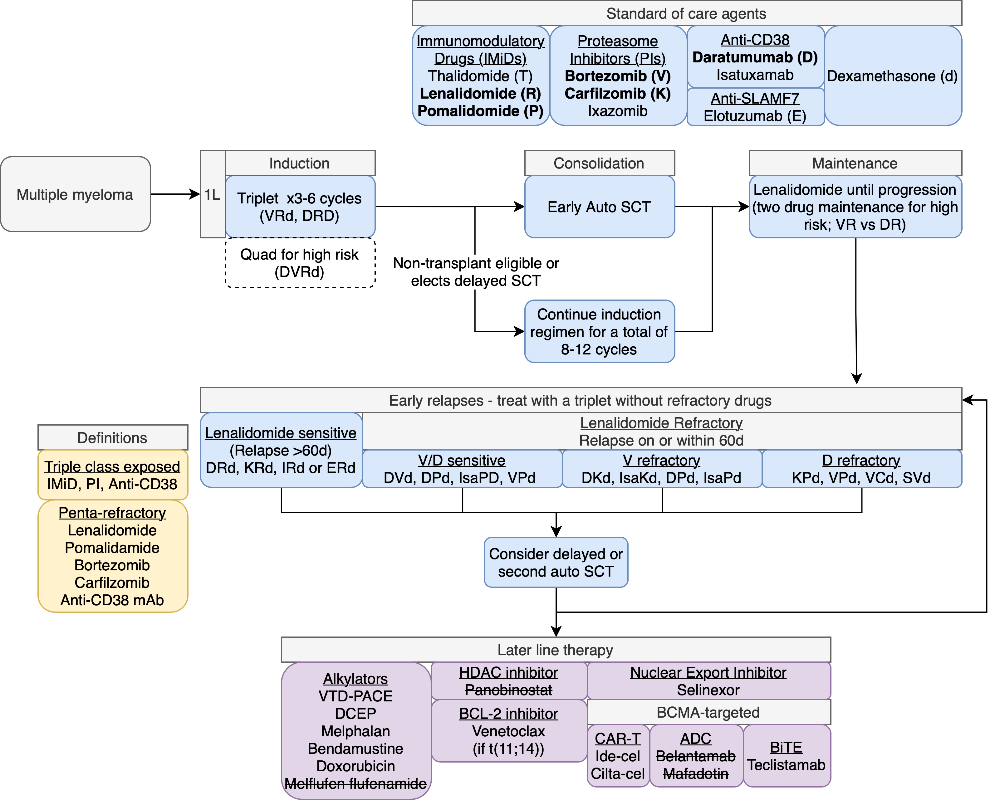 Standard of care agents
Immunomodulatory
Drugs (IMiDs)
Thalidomide (T)
Lenalidomide (R)
Pomalidomide (P)
Proteasome
Inhibitors (PIs)
Bortezomib (V)
Carfilzomib (K)
Ixazomib
Anti-CD38
Daratumumab (D)
Isatuxamab
Anti-SLAMF7
Elotuzumab (E)
Dexamethasone (d)
Multiple myeloma
1L
Induction
Triplet  x3-6 cycles
(VRd, DRD)
Quad for high risk
(DVRd)
Consolidation
Early Auto SCT
Non-transplant eligible or
elects delayed SCT
Continue induction
regimen for a total of
8-12 cycles
Maintenance
Lenalidomide until progression
(two drug maintenance for high
risk; VR vs DR)
Early relapses - treat with a triplet without refractory drugs
Lenalidomide sensitive
(Relapse >60d)
DRd, KRd, IRd or ERd
Lenalidomide Refractory
Relapse on or within 60d
V/D sensitive
DVd, DPd, IsaPD, VPd
V refractory
DKd, IsaKd, DPd, IsaPd
D refractory
KPd, VPd, VCd, SVd
Definitions
Triple class exposed
IMiD, PI, Anti-CD38
Penta-refractory
Lenalidomide
Pomalidamide
Bortezomib
Carfilzomib
Anti-CD38 mAb
Consider delayed or
second auto SCT
Later line therapy
Alkylators
VTD-PACE
DCEP
Melphalan
Bendamustine
Doxorubicin
Melflufen flufenamide
HDAC inhibitor
Panobinostat
BCL-2 inhibitor
Venetoclax
(if t(11;14))
Nuclear Export Inhibitor
Selinexor
BCMA-targeted
CAR-T
Ide-cel
Cilta-cel
ADC
Belantamab
Mafadotin
BiTE
Teclistamab